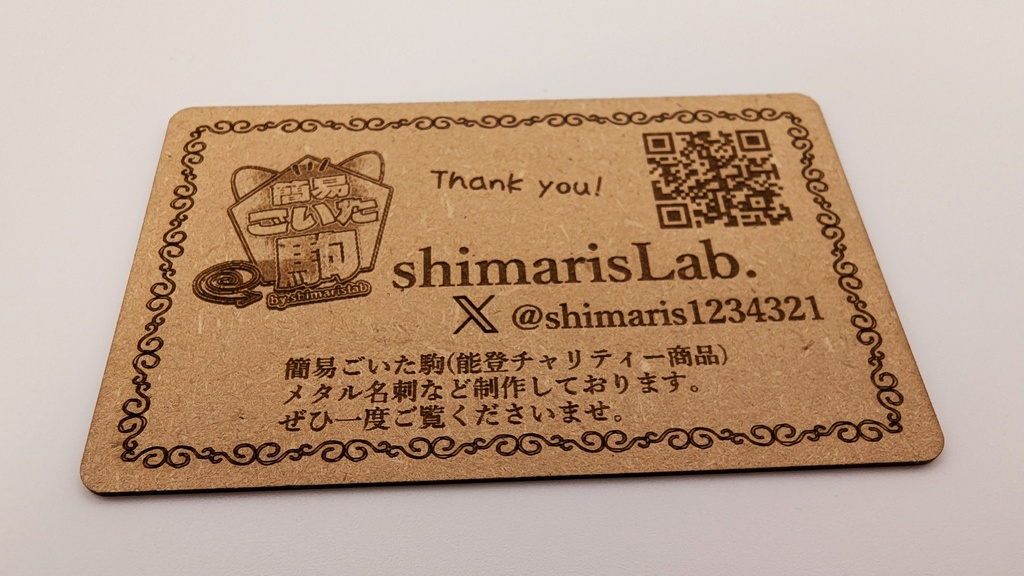 簡易
ごいた
駒
by shimarisLab
Thank you!
shimarisLab.
X @shimaris1234321
簡易ごいた駒(能登チャリティー商品)
メタル名刺など制作しております。
ぜひ一度ご覧くださいませ。